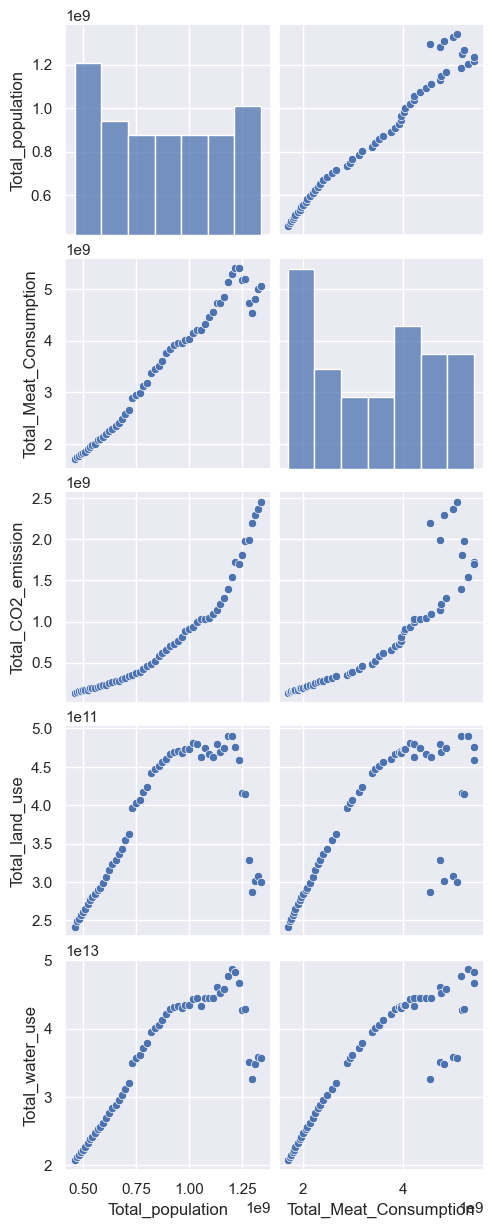 1e9
1.2
1.0
0.8
0.6
Total_population
1e9
5
4
3
2
Total_Meat_Consumption
1e9
2.5
2.0
1.5
1.0
0.5
Total_CO2_emission
1e11
5.0
4.5
4.0
3.5
3.0
2.5
Total_land_use
1e13
5
4
3
2
Total_water_use
0.50 0.75 1.00 1.25
Total_population 1e9
2 4
Total_Meat_Consumption 1e9